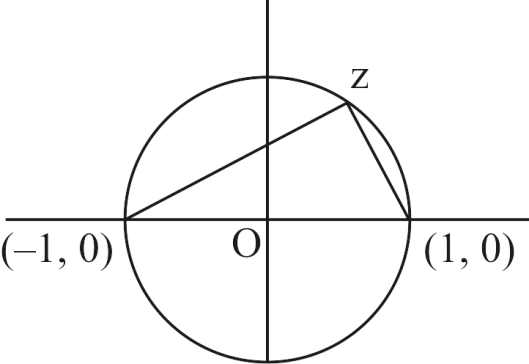 z
O
(–1, 0)
(1, 0)